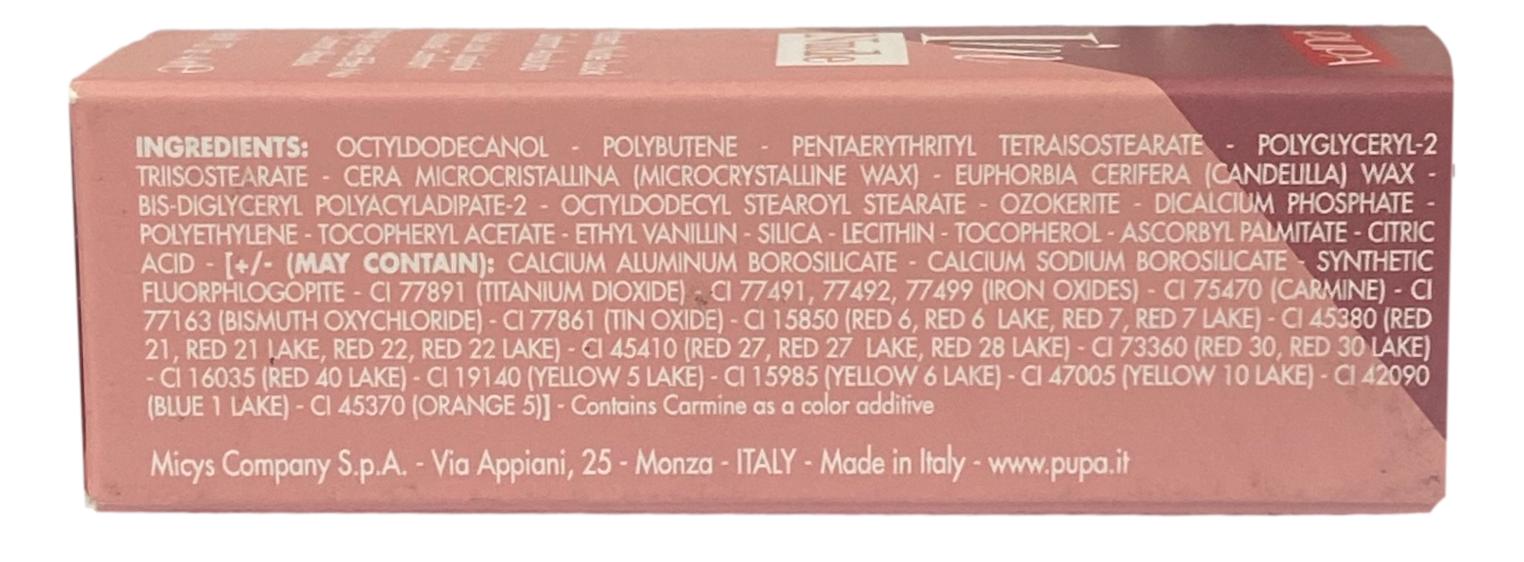 PUPA
INGREDIENTS: OCTYLDODECANOL - POLYBUTENE - PENTAERYTHRITYL TETRAISOSTEARATE - POLYGLYCERYL-2
TRIISOSTEARATE - CERA MICROCRISTALLINA (MICROCRYSTALLINE WAX) - EUPHORBIA CERIFERA (CANDELILLA) WAX -
BIS-DIGLYCERYL POLYACYLADIPATE-2 - OCTYLDODECYL STEAROYL STEARATE - OZOKERITE - DICALCIUM PHOSPHATE -
POLYETHYLENE - TOCOPHERYL ACETATE - ETHYL VANILLIN - SILICA - LECITHIN - TOCOPHEROL - ASCORBYL PALMITATE - CITRIC
ACID - [+/- (MAY CONTAIN): CALCIUM ALUMINUM BOROSILICATE - CALCIUM SODIUM BOROSILICATE - SYNTHETIC
FLUORPHLOGOPITE - CI 77891 (TITANIUM DIOXIDE) - CI 77491, 77492, 77499 (IRON OXIDES) - CI 75470 (CARMINE) - CI
77163 (BISMUTH OXYCHLORIDE) - CI 77861 (TIN OXIDE) - CI 15850 (RED 6, RED 6 LAKE, RED 7, RED 7 LAKE) - CI 45380 (RED
21, RED 21 LAKE, RED 22, RED 22 LAKE) - CI 45410 (RED 27, RED 27 LAKE, RED 28 LAKE) - CI 73360 (RED 30, RED 30 LAKE)
- CI 16035 (RED 40 LAKE) - CI 19140 (YELLOW 5 LAKE) - CI 15985 (YELLOW 6 LAKE) - CI 47005 (YELLOW 10 LAKE) - CI 42090
(BLUE 1 LAKE) - CI 45370 (ORANGE 5)] - Contains Carmine as a color additive
Micys Company S.p.A. - Via Appiani, 25 - Monza - ITALY - Made in Italy - www.pupa.it